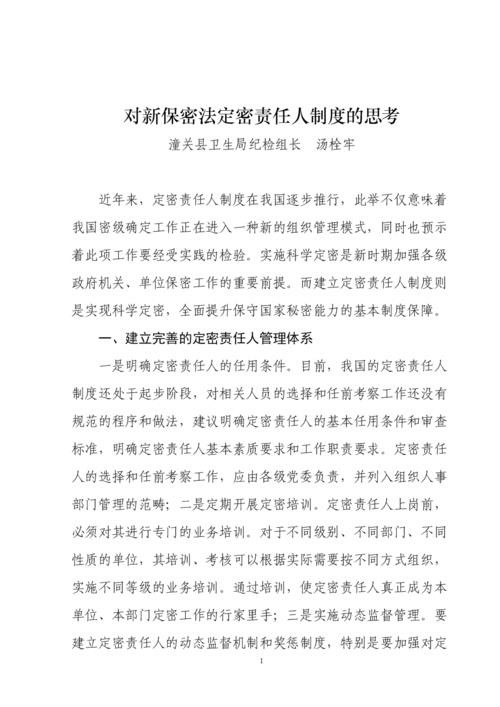 对新保密法定密责任人制度的思考
潼关县卫生局纪检组长　汤栓牢
近年来，定密责任人制度在我国逐步推行，此举不仅意味着
我国密级确定工作正在进入一种新的组织管理模式，同时也预示
着此项工作要经受实践的检验。实施科学定密是新时期加强各级
政府机关、单位保密工作的重要前提。而建立定密责任人制度则
是实现科学定密，全面提升保守国家秘密能力的基本制度保障。
一、建立完善的定密责任人管理体系
一是明确定密责任人的任用条件。目前，我国的定密责任人
制度还处于起步阶段，对相关人员的选择和任前考察工作还没有
规范的程序和做法，建议明确定密责任人的基本任用条件和审查
标准，明确定密责任人基本素质要求和工作职责要求。定密责任
人的选择和任前考察工作，应由各级党委负责，并列入组织人事
部门管理的范畴；二是定期开展定密培训。定密责任人上岗前，
必须对其进行专门的业务培训。对于不同级别、不同部门、不同
性质的单位，其培训、考核可以根据实际需要按不同方式组织，
实施不同等级的业务培训。通过培训，使定密责任人真正成为本
单位、本部门定密工作的行家里手；三是实施动态监督管理。要
建立定密责任人的动态监督机制和奖惩制度，特别是要加强对定
1